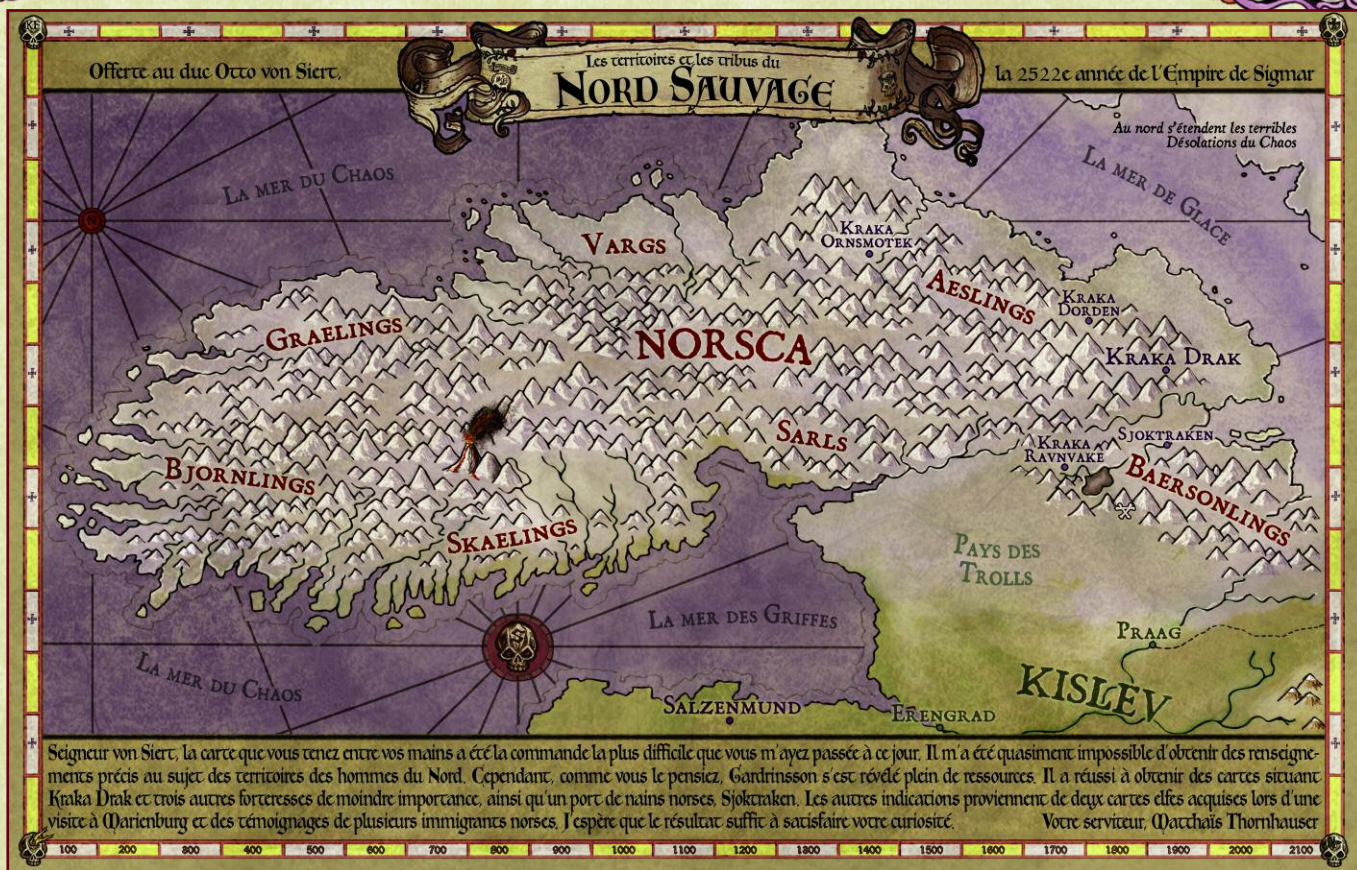 KF
Les territoires et les tribus du
NORD SAUVAGE
Offerte au duc Otto von Siert,
la 2522e année de l'Empire de Sigmar
Au nord s'étendent les terribles
Désolations du Chaos
LA MER DU CHAOS
LA MER DE GLACE
VARGS
KRAKA
ORNSMOTEK
AESLINGS
KRAKA
DORDEN
GRAELINGS
NORSCA
KRAKA DRAK
SARLS
SJOKTRAKEN
KRAKA
RAVNVAKE
BJORNLINGS
BAERSONLINGS
SKAELINGS
PAYS DES
TROLLS
LA MER DES GRIFFES
PRAAG
LA MER DU CHAOS
KISLEV
SALZENMUND
ERENGRAD
Seigneur von Siert, la carte que vous tenez entre vos mains a été la commande la plus difficile que vous m'ayez passée à ce jour. Il m'a été quasiment impossible d'obtenir des renseigne-
ments précis au sujet des territoires des hommes du Nord. Cependant, comme vous le pensiez, Gardrinsson s'est révélé plein de ressources. Il a réussi à obtenir des cartes situant
Kraka Drak et trois autres forteresses de moindre importance, ainsi qu'un port de nains norses, Sjoktraken. Les autres indications proviennent de deux cartes elfes acquises lors d'une
visite à Marienburg et des témoignages de plusieurs immigrants norses. J'espère que le résultat suffit à satisfaire votre curiosité. Votre serviteur, Matthaïs Thornhauser
100 200 300 400 500 600 700 800 900 1000 1100 1200 1300 1400 1500 1600 1700 1800 1900 2000 2100